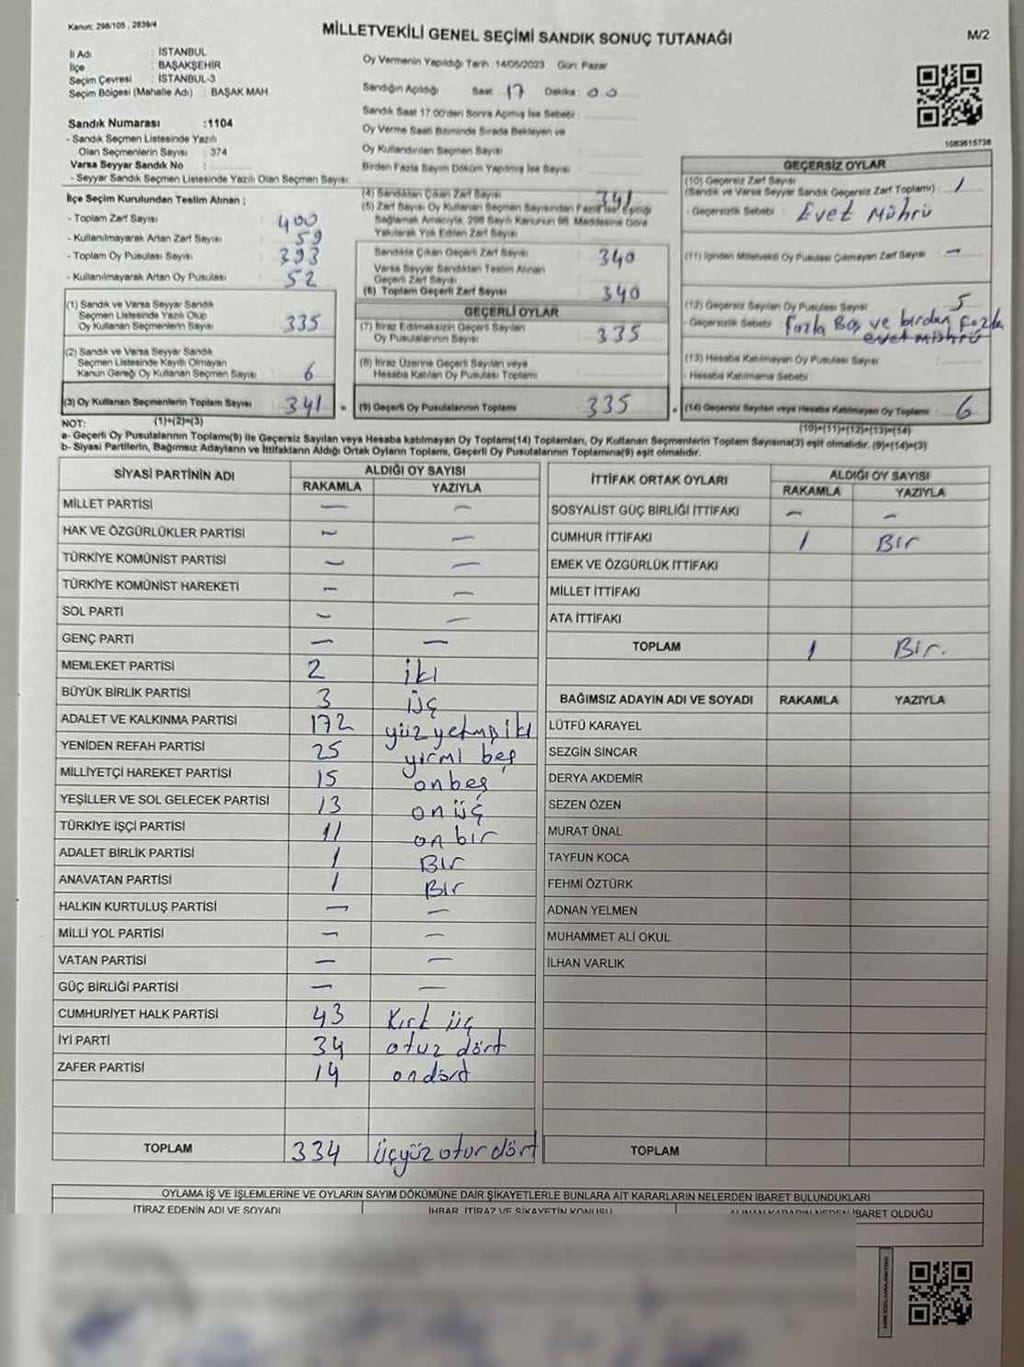 Kanun: 298/105 , 2839/4
MİLLETVEKİLİ GENEL SEÇİMİ SANDIK SONUÇ TUTANAĞI
M/2
İl Adı : İSTANBUL
İlçe : BAŞAKŞEHİR
Seçim Çevresi : İSTANBUL-3
Seçim Bölgesi (Mahalle Adı) : BAŞAK MAH.
Sandık Numarası :1104
- Sandık Seçmen Listesinde Yazılı
Olan Seçmenlerin Sayısı : 374
Varsa Seyyar Sandık No :
- Seyyar Sandık Seçmen Listesinde Yazılı Olan Seçmen Sayısı:
Oy Vermenin Yapıldığı Tarih : 14/05/2023 Gün: Pazar
Sandığın Açıldığı Saat 17 Dakika: 00
Sandık Saat 17:00'den Sonra Açılmış İse Sebebi :
Oy Verme Saati Bitiminde Sırada Bekleyen ve
Oy Kullandırılan Seçmen Sayısı
Birden Fazla Sayım Döküm Yapılmış İse Sayısı
1083615738
İlçe Seçim Kurulundan Teslim Alınan ;
- Toplam Zarf Sayısı : 400
- Kullanılmayarak Artan Zarf Sayısı : 59
- Toplam Oy Pusulası Sayısı : 393
- Kullanılmayarak Artan Oy Pusulası : 52
(1) Sandık ve Varsa Seyyar Sandık
Seçmen Listesinde Yazılı Olup
Oy Kullanan Seçmenlerin Sayısı 335
(2) Sandık ve Varsa Seyyar Sandık
Seçmen Listesinde Kayıtlı Olmayan
Kanun Gereği Oy Kullanan Seçmen Sayısı 6
(3) Oy Kullanan Seçmenlerin Toplam Sayısı 341
(1)+(2)=(3)
(4) Sandıktan Çıkan Zarf Sayısı 341
(5) Zarf Sayısı Oy Kullanan Seçmen Sayısından Fazla İse Eşitliği
Sağlamak Amacıyla, 298 Sayılı Kanunun 98. Maddesine Göre
Yakılarak Yok Edilen Zarf Sayısı
Sandıkta Çıkan Geçerli Zarf Sayısı 340
Varsa Seyyar Sandıktan Teslim Alınan
Geçerli Zarf Sayısı
(6) Toplam Geçerli Zarf Sayısı 340
GEÇERLİ OYLAR
(7) İtiraz Edilmeksizin Geçerli Sayılan
Oy Pusulalarının Sayısı 335
(8) İtiraz Üzerine Geçerli Sayılan veya
Hesaba Katılan Oy Pusulası Toplamı
= (9) Geçerli Oy Pusulalarının Toplamı 335
GEÇERSİZ OYLAR
(10) Geçersiz Zarf Sayısı
(Sandık ve Varsa Seyyar Sandık Geçersiz Zarf Toplamı) : 1
- Geçersizlik Sebebi : Evet Mührü
(11) İçinden Milletvekili Oy Pusulası Çıkmayan Zarf Sayısı -
(12) Geçersiz Sayılan Oy Pusulası Sayısı 5
- Geçersizlik Sebebi Fazla Boş ve birden fazla
evet mührü
(13) Hesaba Katılmayan Oy Pusulası Sayısı
- Hesaba Katılmama Sebebi
+ (14) Geçersiz Sayılan veya Hesaba Katılmayan Oy Toplamı 6
(10)+(11)+(12)+(13)=(14)
NOT:
a- Geçerli Oy Pusulalarının Toplamı(9) ile Geçersiz Sayılan veya Hesaba katılmayan Oy Toplamı(14) Toplamları, Oy Kullanan Seçmenlerin Toplam Sayısına(3) eşit olmalıdır. (9)+(14)=(3)
b- Siyasi Partilerin, Bağımsız Adayların ve İttifakların Aldığı Ortak Oyların Toplamı, Geçerli Oy Pusulalarının Toplamına(9) eşit olmalıdır.
SİYASİ PARTİNİN ADI ALDIĞI OY SAYISI
RAKAMLA YAZIYLA
MİLLET PARTİSİ - -
HAK VE ÖZGÜRLÜKLER PARTİSİ - -
TÜRKİYE KOMÜNİST PARTİSİ - -
TÜRKİYE KOMÜNİST HAREKETİ - -
SOL PARTİ - -
GENÇ PARTİ - -
MEMLEKET PARTİSİ 2 iki
BÜYÜK BİRLİK PARTİSİ 3 üç
ADALET VE KALKINMA PARTİSİ 172 yüzyetmişiki
YENİDEN REFAH PARTİSİ 25 yirmi beş
MİLLİYETÇİ HAREKET PARTİSİ 15 onbeş
YEŞİLLER VE SOL GELECEK PARTİSİ 13 onüç
TÜRKİYE İŞÇİ PARTİSİ 11 onbir
ADALET BİRLİK PARTİSİ 1 Bir
ANAVATAN PARTİSİ 1 Bir
HALKIN KURTULUŞ PARTİSİ - -
MİLLİ YOL PARTİSİ - -
VATAN PARTİSİ - -
GÜÇ BİRLİĞİ PARTİSİ - -
CUMHURİYET HALK PARTİSİ 43 Kırk üç
İYİ PARTİ 34 otuz dört
ZAFER PARTİSİ 14 ondört
TOPLAM 334 üçyüz otuz dört
İTTİFAK ORTAK OYLARI ALDIĞI OY SAYISI
RAKAMLA YAZIYLA
SOSYALİST GÜÇ BİRLİĞİ İTTİFAKI - -
CUMHUR İTTİFAKI 1 Bir
EMEK VE ÖZGÜRLÜK İTTİFAKI
MİLLET İTTİFAKI
ATA İTTİFAKI
TOPLAM 1 Bir.
BAĞIMSIZ ADAYIN ADI VE SOYADI RAKAMLA YAZIYLA
LÜTFÜ KARAYEL
SEZGİN SİNCAR
DERYA AKDEMİR
SEZEN ÖZEN
MURAT ÜNAL
TAYFUN KOCA
FEHMİ ÖZTÜRK
ADNAN YELMEN
MUHAMMET ALİ OKUL
İLHAN VARLIK
TOPLAM
OYLAMA İŞ VE İŞLEMLERİNE VE OYLARIN SAYIM DÖKÜMÜNE DAİR ŞİKAYETLERLE BUNLARA AİT KARARLARIN NELERDEN İBARET BULUNDUKLARI
İTİRAZ EDENİN ADI VE SOYADI İHBAR, İTİRAZ VE ŞİKAYETİN KONUSU ALINAN KARARIN NEDEN İBARET OLDUĞU